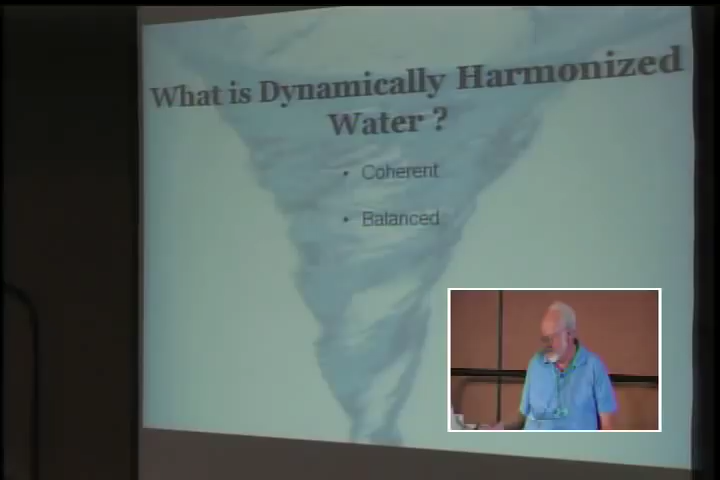 What is Dynamically Harmonized
Water ?
• Coherent
• Balanced